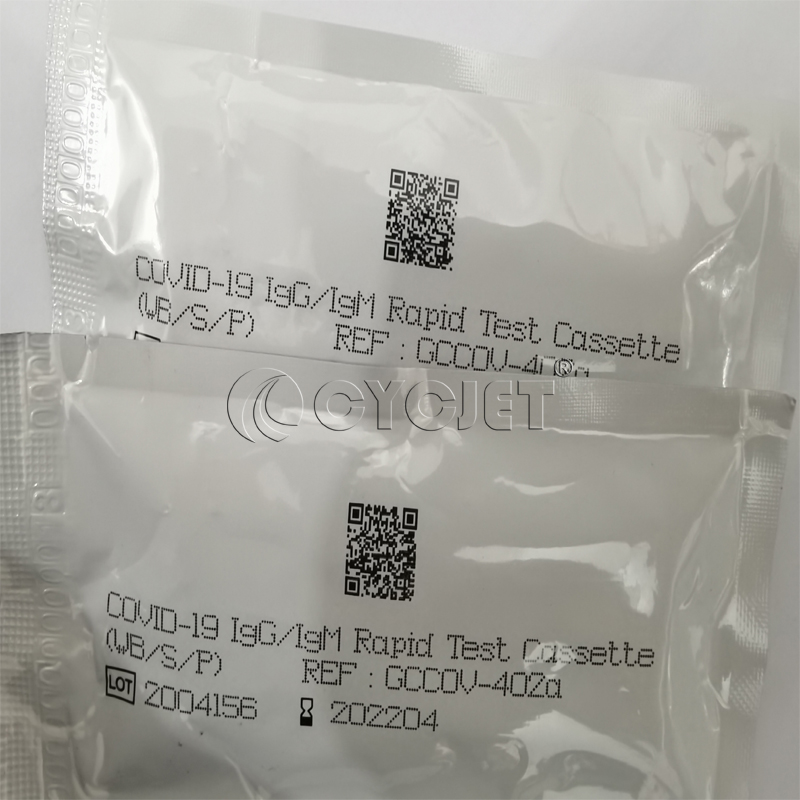 COVID-19 IgG/IgM Rapid Test Cassette
(WB/S/P) REF : GCCOV-402a
CYCJET®
COVID-19 IgG/IgM Rapid Test Cassette
(WB/S/P) REF : GCCOV-402a
LOT 2004156 202204